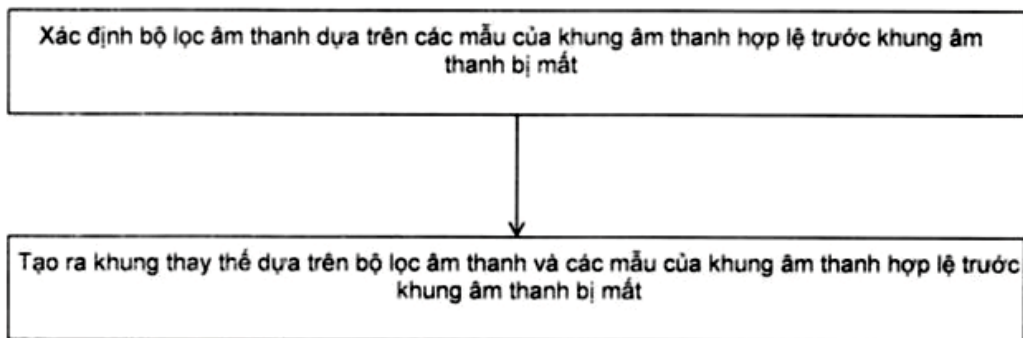 Xác định bộ lọc âm thanh dựa trên các mẫu của khung âm thanh hợp lệ trước khung âm
thanh bị mất
Tạo ra khung thay thế dựa trên bộ lọc âm thanh và các mẫu của khung âm thanh hợp lệ trước
khung âm thanh bị mất